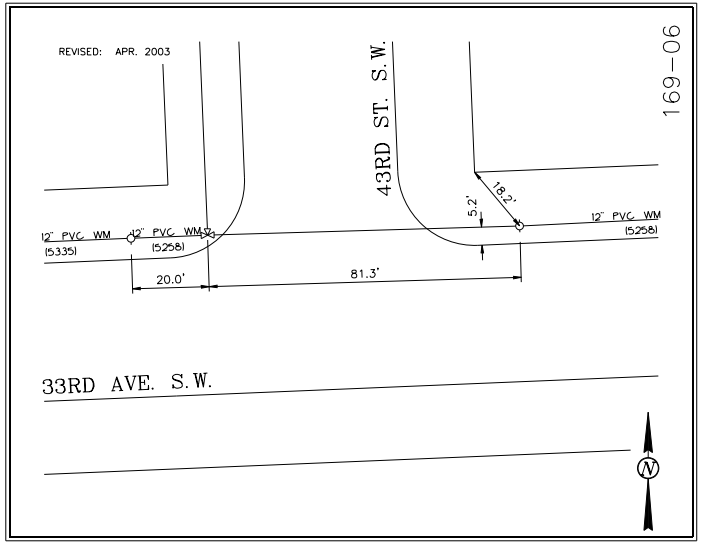 REVISED: APR. 2003
169-06
43RD ST. S.W.
18.2'
5.2'
12" PVC WM
(5335)
12" PVC WM
(5258)
12" PVC WM
(5258)
20.0'
81.3'
33RD AVE. S.W.
N